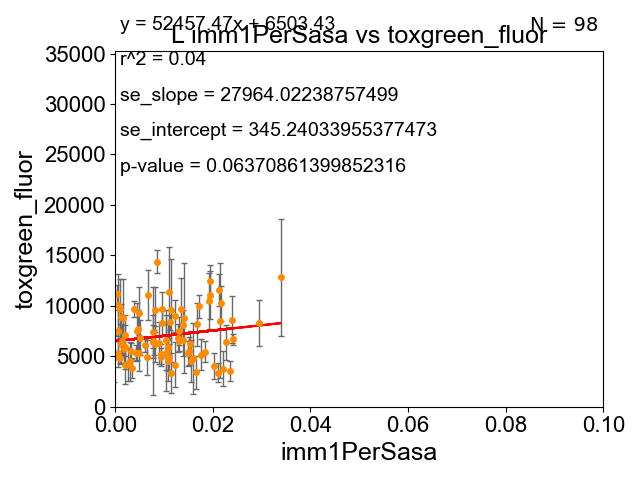 y = 52457.47x + 6503.43
N = 98
L imm1PerSasa vs toxgreen_fluor
r^2 = 0.04
se_slope = 27964.02238757499
se_intercept = 345.24033955377473
p-value = 0.06370861399852316
35000
30000
25000
20000
15000
10000
5000
0
toxgreen_fluor
0.00 0.02 0.04 0.06 0.08 0.10
imm1PerSasa